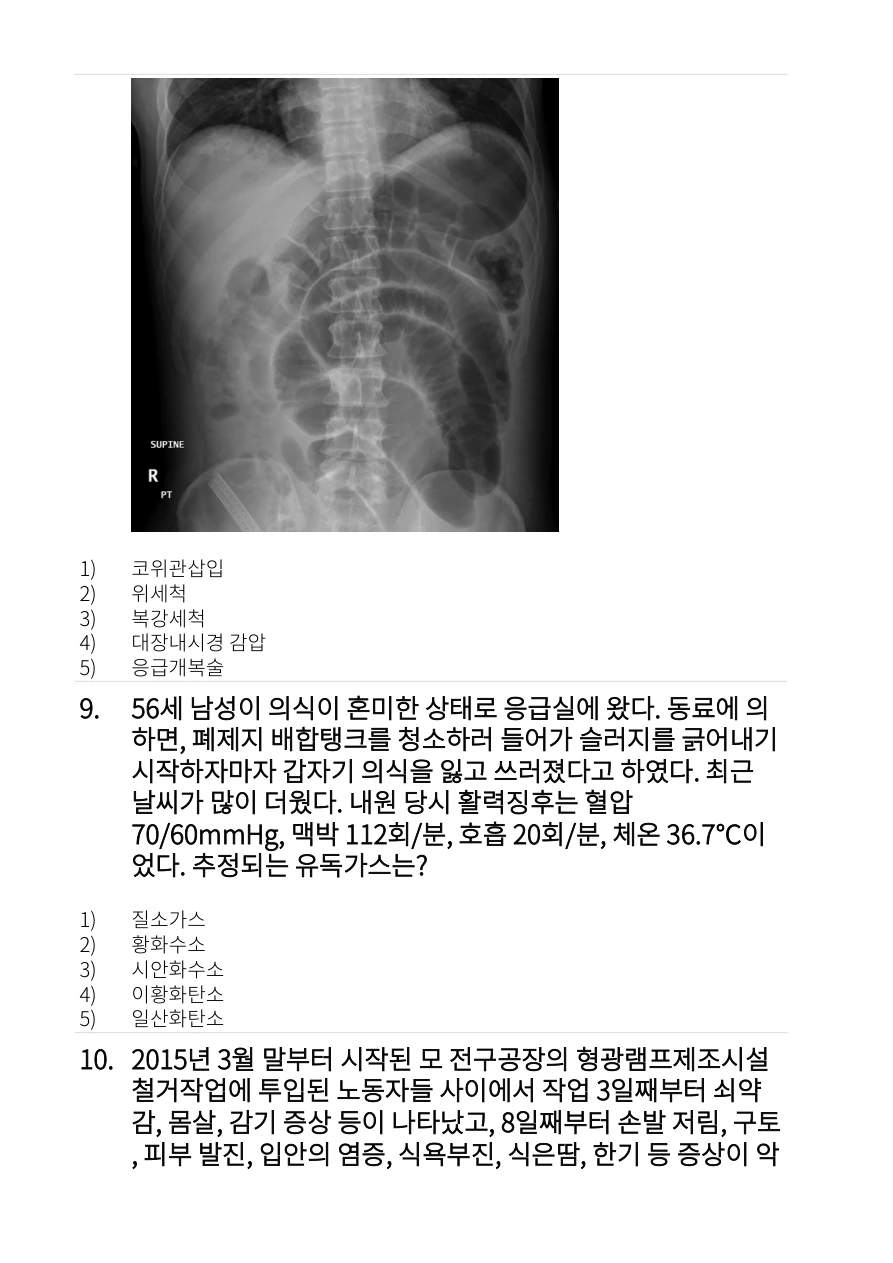 SUPINE
R
PT
1) 코위관삽입
2) 위세척
3) 복강세척
4) 대장내시경 감압
5) 응급개복술
9. 56세 남성이 의식이 혼미한 상태로 응급실에 왔다. 동료에 의
하면, 폐제지 배합탱크를 청소하러 들어가 슬러지를 긁어내기
시작하자마자 갑자기 의식을 잃고 쓰러졌다고 하였다. 최근
날씨가 많이 더웠다. 내원 당시 활력징후는 혈압
70/60mmHg, 맥박 112회/분, 호흡 20회/분, 체온 36.7℃이
었다. 추정되는 유독가스는?
1) 질소가스
2) 황화수소
3) 시안화수소
4) 이황화탄소
5) 일산화탄소
10. 2015년 3월 말부터 시작된 모 전구공장의 형광램프제조시설
철거작업에 투입된 노동자들 사이에서 작업 3일째부터 쇠약
감, 몸살, 감기 증상 등이 나타났고, 8일째부터 손발 저림, 구토
, 피부 발진, 입안의 염증, 식욕부진, 식은땀, 한기 등 증상이 악